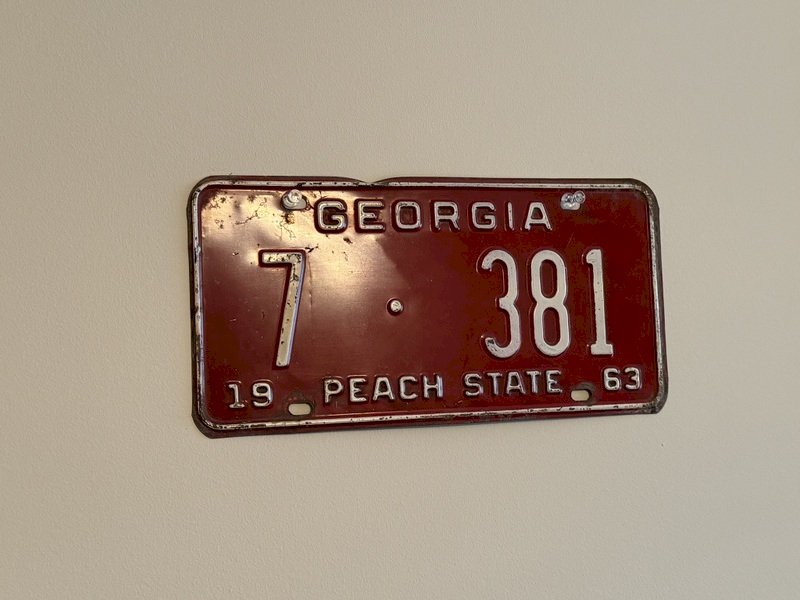 GEORGIA
7 381
19 PEACH STATE 63